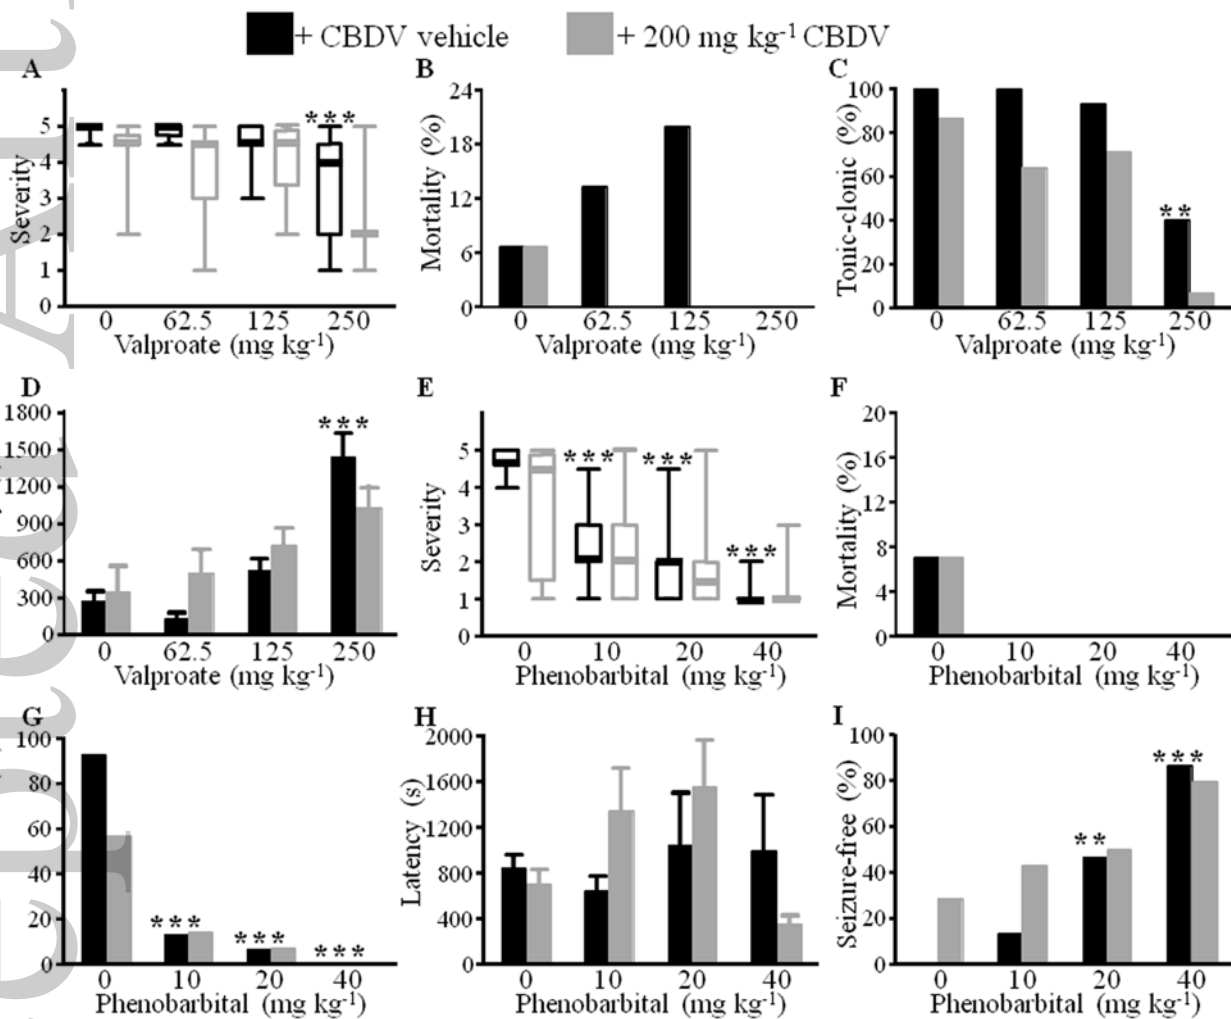 + CBDV vehicle
+ 200 mg kg⁻¹ CBDV
A
5
4
3
2
1
0
Severity
***
0 62.5 125 250
Valproate (mg kg⁻¹)
B
24
18
12
6
0
Mortality (%)
0 62.5 125 250
Valproate (mg kg⁻¹)
C
100
80
60
40
20
0
Tonic-clonic (%)
**
0 62.5 125 250
Valproate (mg kg⁻¹)
D
1800
1500
1200
900
600
300
0
***
0 62.5 125 250
Valproate (mg kg⁻¹)
E
5
4
3
2
1
0
Severity
*** *** ***
0 10 20 40
Phenobarbital (mg kg⁻¹)
F
20
16
12
8
4
0
Mortality (%)
0 10 20 40
Phenobarbital (mg kg⁻¹)
G
100
80
60
40
20
0
*** *** ***
0 10 20 40
Phenobarbital (mg kg⁻¹)
H
2000
1600
1200
800
400
0
Latency (s)
0 10 20 40
Phenobarbital (mg kg⁻¹)
I
100
80
60
40
20
0
Seizure-free (%)
** ***
0 10 20 40
Phenobarbital (mg kg⁻¹)